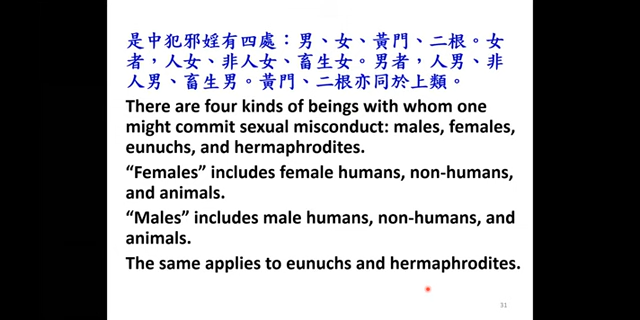 是中犯邪婬有四處：男、女、黃門、二根。女
者，人女、非人女、畜生女。男者，人男、非
人男、畜生男。黃門、二根亦同於上類。
There are four kinds of beings with whom one
might commit sexual misconduct: males, females,
eunuchs, and hermaphrodites.
“Females” includes female humans, non-humans,
and animals.
“Males” includes male humans, non-humans, and
animals.
The same applies to eunuchs and hermaphrodites.
31